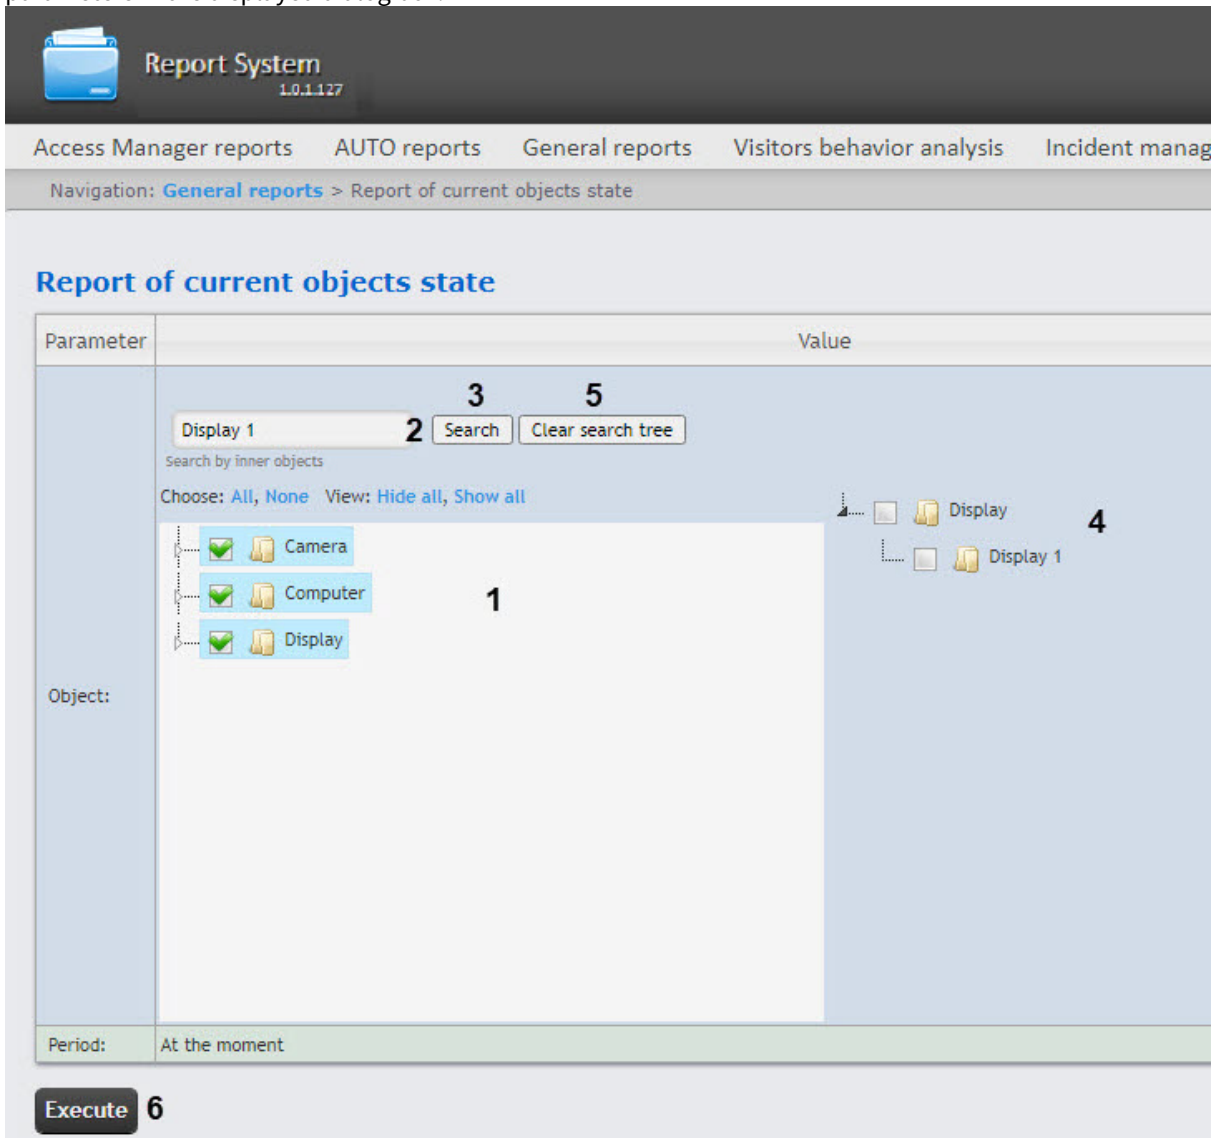 Report System
1.0.1.127
Access Manager reports AUTO reports General reports Visitors behavior analysis Incident manag
Navigation: General reports > Report of current objects state
Report of current objects state
Parameter Value
3 5
Display 1 2 Search Clear search tree
Search by inner objects
Choose: All, None View: Hide all, Show all
Display
4
Camera
Display 1
Computer
1
Display
Object:
Period: At the moment
Execute 6